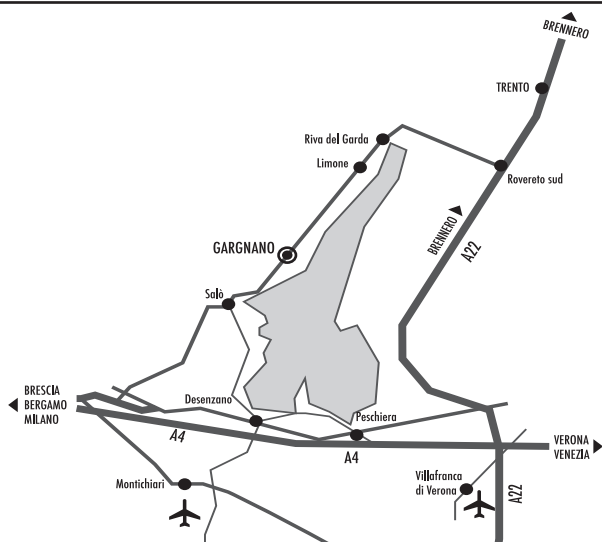 BRENNERO
TRENTO
Riva del Garda
Limone
Rovereto sud
BRENNERO
A22
GARGNANO
Salò
BRESCIA
BERGAMO
MILANO
Desenzano
Peschiera
A4
A4
VERONA
VENEZIA
Montichiari
Villafranca
di Verona
A22